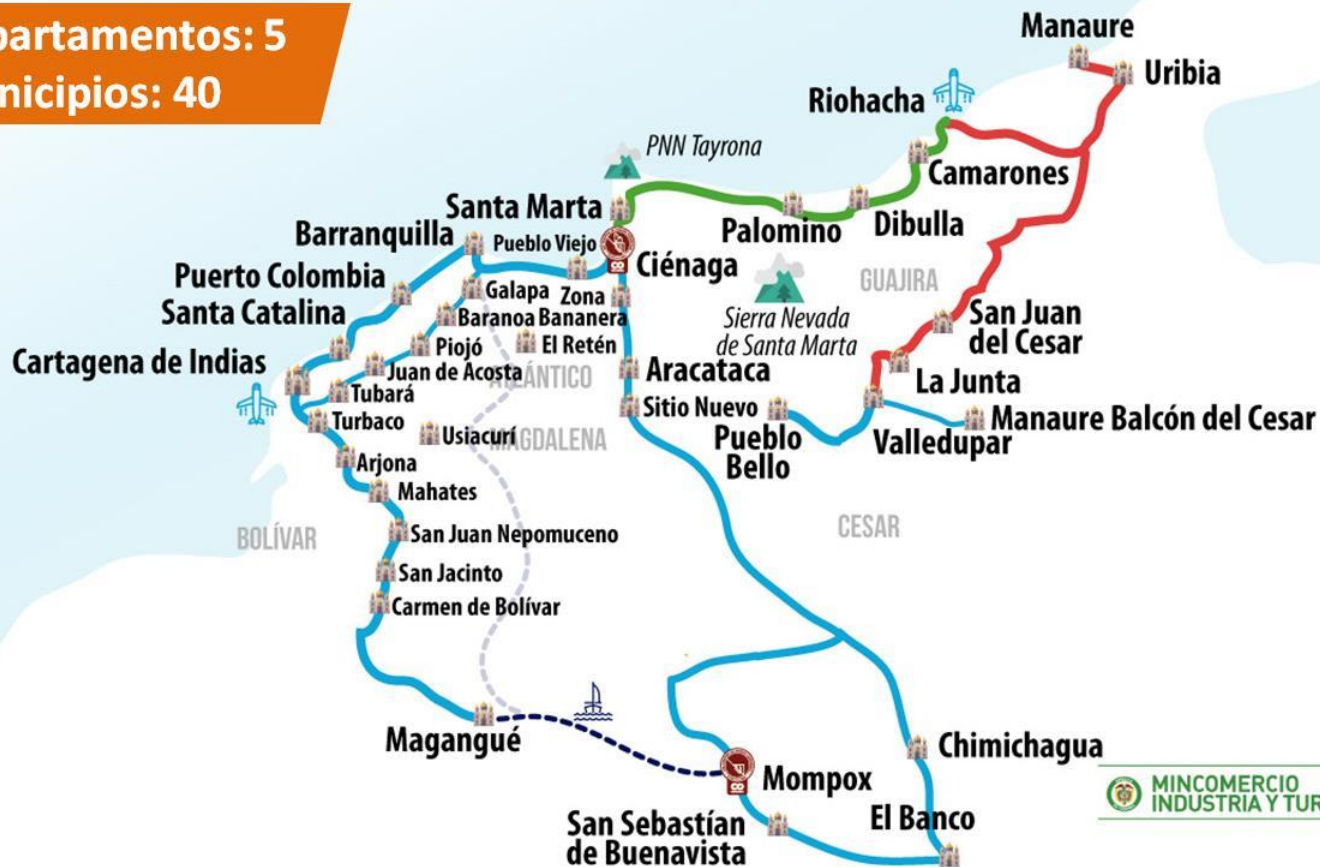 partamentos: 5
nicipios: 40
Manaure
Uribia
Riohacha
PNN Tayrona
Camarones
Santa Marta
Palomino
Dibulla
Barranquilla
Pueblo Viejo
Ciénaga
Puerto Colombia
Galapa
Zona
Bananera
GUAJIRA
Santa Catalina
Baranoa
Sierra Nevada
de Santa Marta
San Juan
del Cesar
Piojó
El Retén
Cartagena de Indias
Juan de Acosta
ATLÁNTICO
Aracataca
La Junta
Tubará
Sitio Nuevo
Turbaco
Pueblo
Bello
Manaure Balcón del Cesar
Valledupar
Usiacurí
MAGDALENA
Arjona
Mahates
CESAR
BOLÍVAR
San Juan Nepomuceno
San Jacinto
Carmen de Bolívar
Magangué
Chimichagua
Mompox
MINCOMERCIO
INDUSTRIA Y TUR
San Sebastían
de Buenavista
El Banco